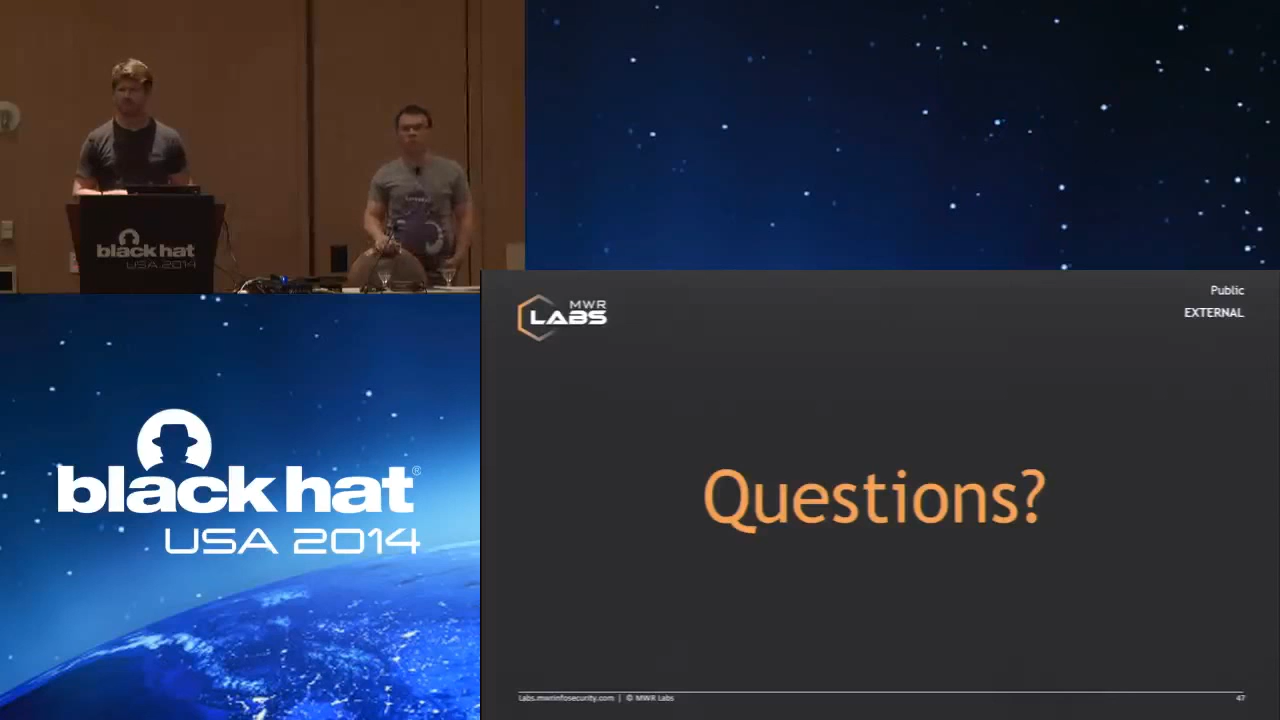 black hat
USA 2014
MWR
LABS
Public
EXTERNAL
black hat®
USA 2014
Questions?
Labs.mwrinfosecurity.com | © MWR Labs
47